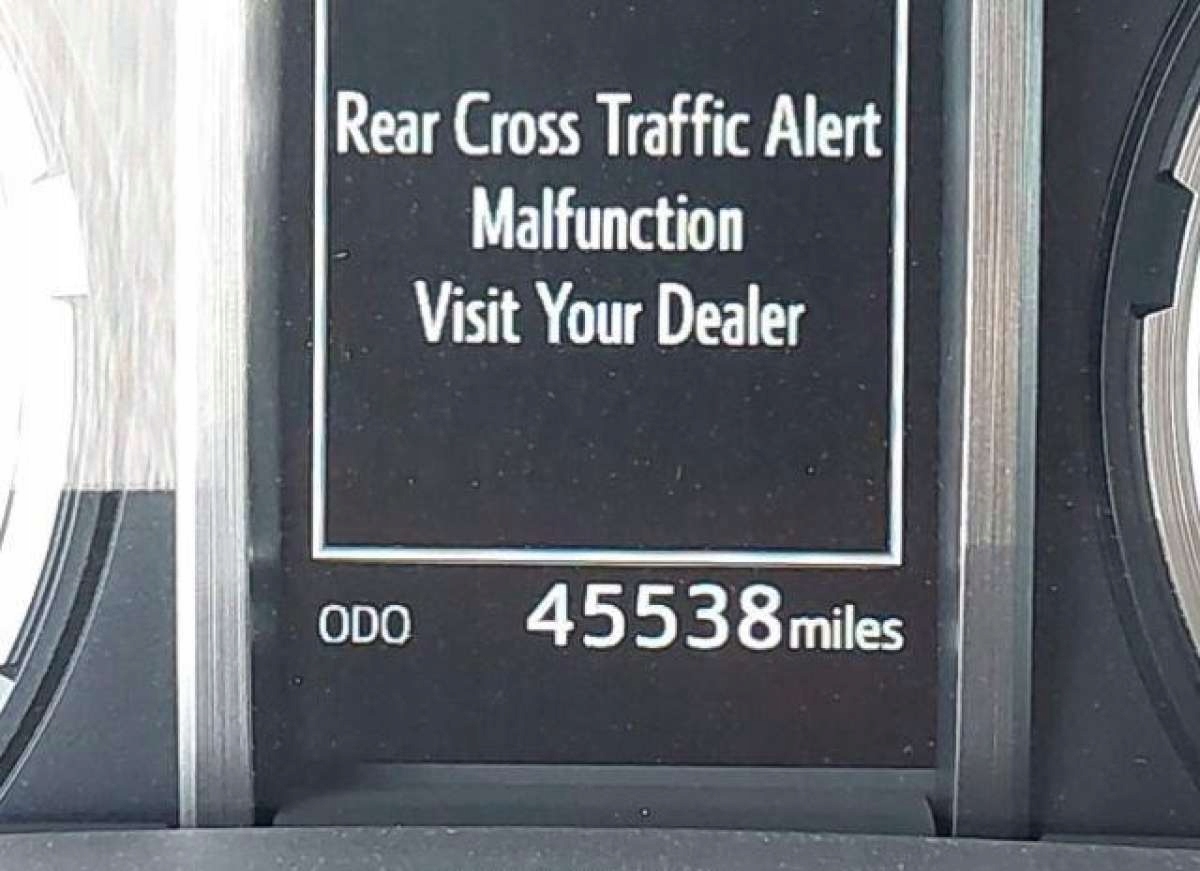 Rear Cross Traffic Alert
Malfunction
Visit Your Dealer
ODO 45538 miles